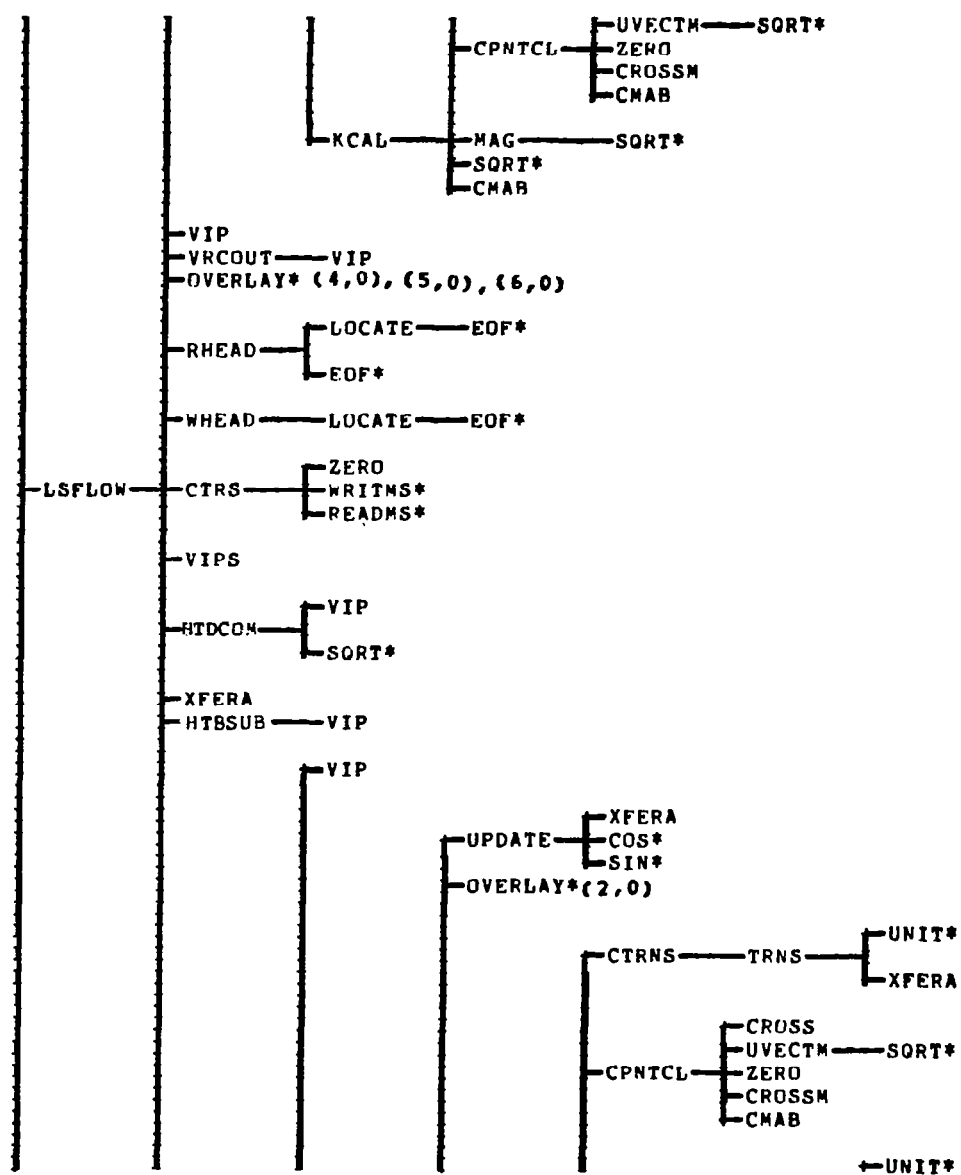 UVECTM SQRT*
CPNTCL ZERO
CROSSM
CMAB
KCAL MAG SQRT*
SQRT*
CMAB
VIP
VRCOUT VIP
OVERLAY* (4,0), (5,0), (6,0)
LOCATE EOF*
RHEAD
EOF*
WHEAD LOCATE EOF*
ZERO
LSFLOW CTRS WRITMS*
READMS*
VIPS
VIP
HTDCOM
SQRT*
XFERA
HTBSUB VIP
VIP
XFERA
UPDATE COS*
SIN*
OVERLAY*(2,0)
UNIT*
CTRNS TRNS
XFERA
CROSS
UVECTM SQRT*
CPNTCL ZERO
CROSSM
CMAB
UNIT*